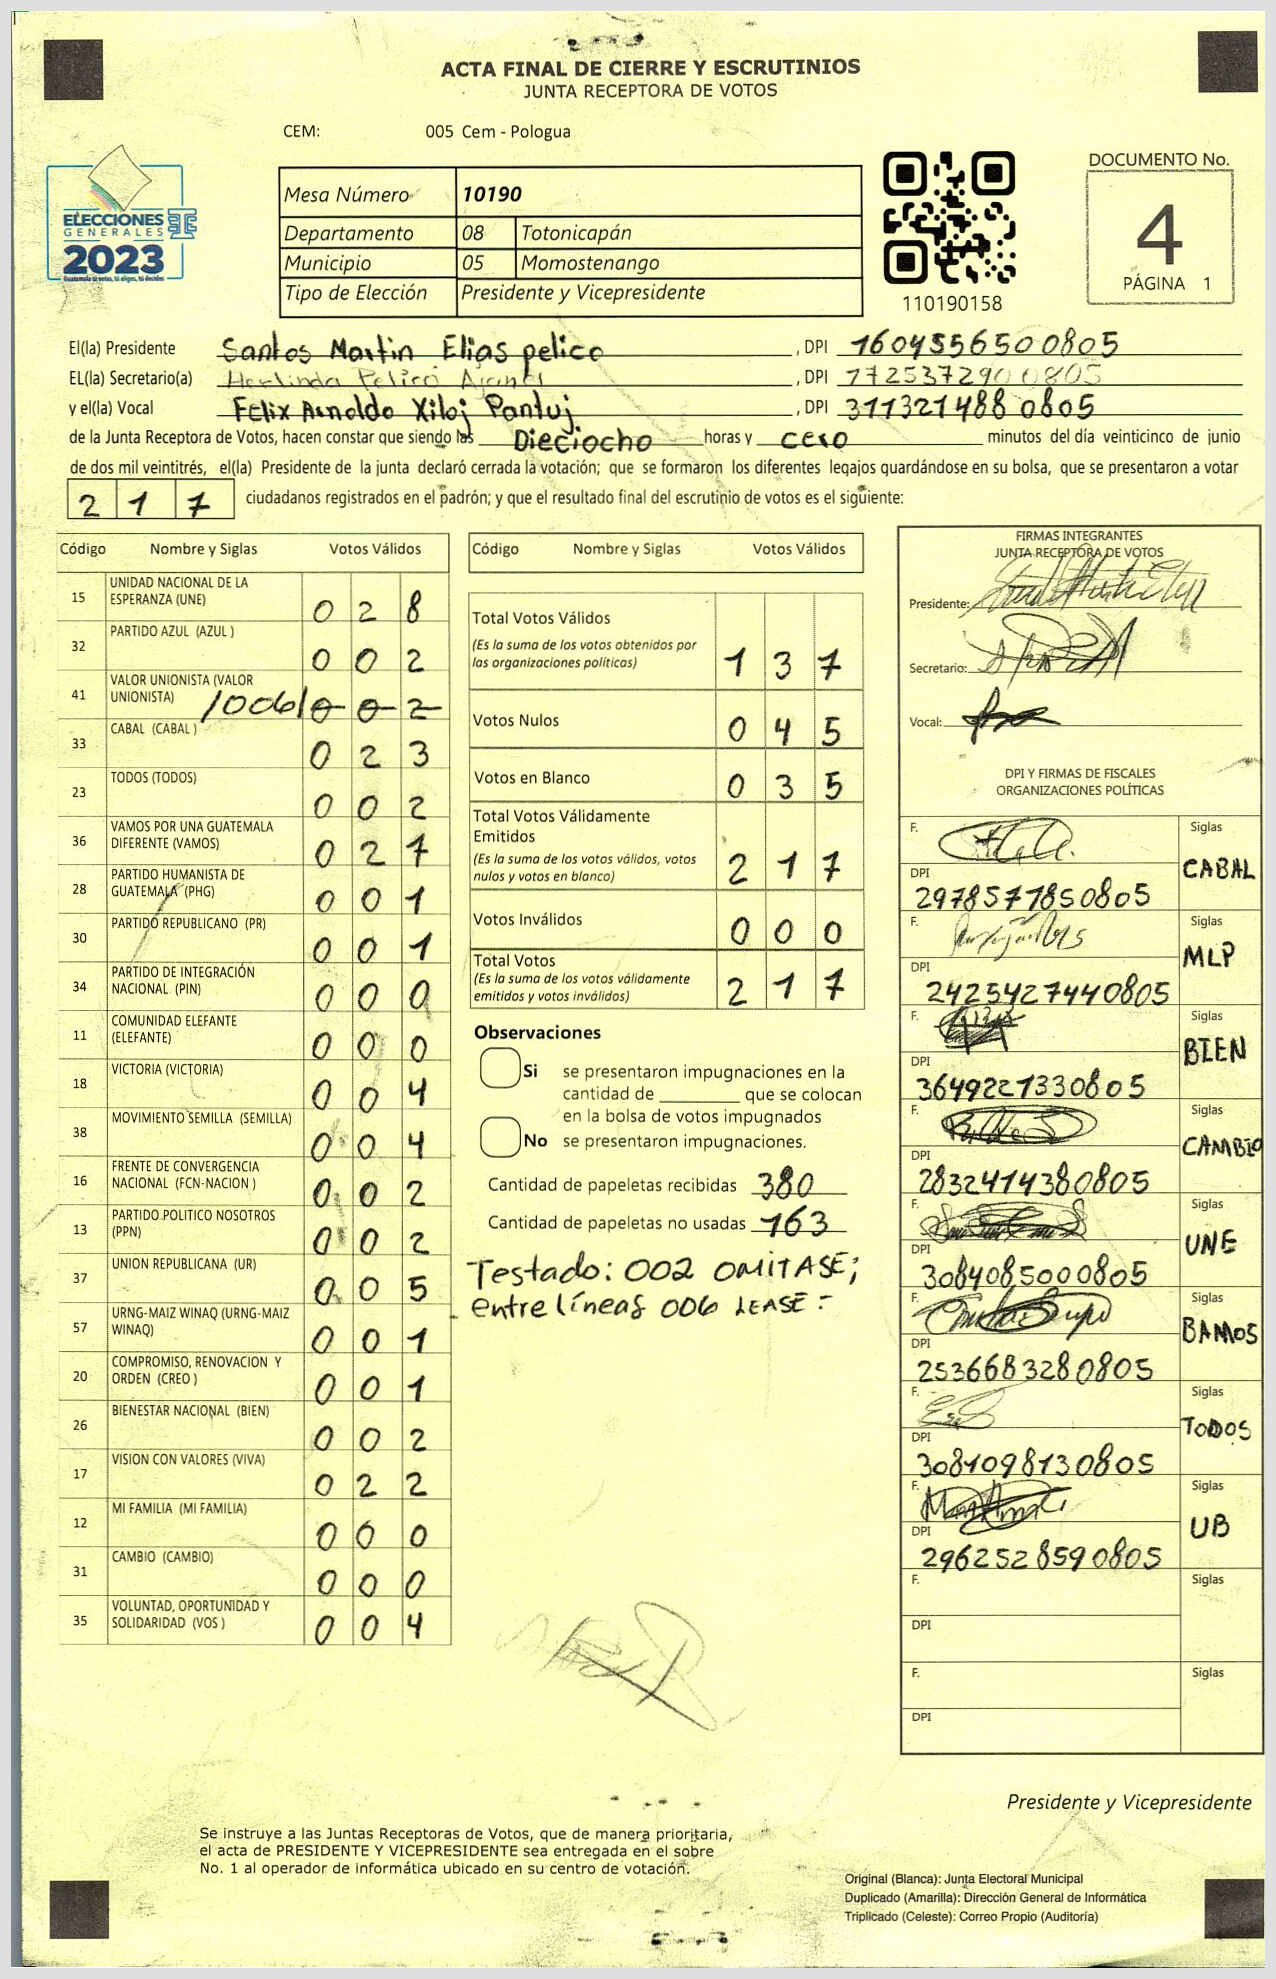 ACTA FINAL DE CIERRE Y ESCRUTINIOS
JUNTA RECEPTORA DE VOTOS
CEM: 005 Cem - Pologua
ELECCIONES
GENERALES
2023
Guatemala tú votas, tú eliges, tú decides
Mesa Número 10190
Departamento 08 Totonicapán
Municipio 05 Momostenango
Tipo de Elección Presidente y Vicepresidente
110190158
DOCUMENTO No.
4
PÁGINA 1
El(la) Presidente Santos Martin Elias pelico , DPI 1604556500805
EL(la) Secretario(a) Herlinda Pelico , DPI 1725372900805
y el(la) Vocal Felix Arnoldo Xiloj Pantuj , DPI 3113214880805
de la Junta Receptora de Votos, hacen constar que siendo las Dieciocho horas y cero minutos del día veinticinco de junio
de dos mil veintitrés, el(la) Presidente de la junta declaró cerrada la votación; que se formaron los diferentes legajos guardándose en su bolsa, que se presentaron a votar
2 1 7 ciudadanos registrados en el padrón; y que el resultado final del escrutinio de votos es el siguiente:
Código Nombre y Siglas Votos Válidos
15 UNIDAD NACIONAL DE LA ESPERANZA (UNE) 0 2 8
32 PARTIDO AZUL (AZUL ) 0 0 2
41 VALOR UNIONISTA (VALOR UNIONISTA) /006/ 0 0 2
33 CABAL (CABAL ) 0 2 3
23 TODOS (TODOS) 0 0 2
36 VAMOS POR UNA GUATEMALA DIFERENTE (VAMOS) 0 2 7
28 PARTIDO HUMANISTA DE GUATEMALA (PHG) 0 0 1
30 PARTIDO REPUBLICANO (PR) 0 0 1
34 PARTIDO DE INTEGRACIÓN NACIONAL (PIN) 0 0 0
11 COMUNIDAD ELEFANTE (ELEFANTE) 0 0 0
18 VICTORIA (VICTORIA) 0 0 4
38 MOVIMIENTO SEMILLA (SEMILLA) 0 0 4
16 FRENTE DE CONVERGENCIA NACIONAL (FCN-NACION ) 0 0 2
13 PARTIDO POLITICO NOSOTROS (PPN) 0 0 2
37 UNION REPUBLICANA (UR) 0 0 5
57 URNG-MAIZ WINAQ (URNG-MAIZ WINAQ) 0 0 1
20 COMPROMISO, RENOVACION Y ORDEN (CREO ) 0 0 1
26 BIENESTAR NACIONAL (BIEN) 0 0 2
17 VISION CON VALORES (VIVA) 0 2 2
12 MI FAMILIA (MI FAMILIA) 0 0 0
31 CAMBIO (CAMBIO) 0 0 0
35 VOLUNTAD, OPORTUNIDAD Y SOLIDARIDAD (VOS ) 0 0 4
Código Nombre y Siglas Votos Válidos
Total Votos Válidos
(Es la suma de los votos obtenidos por
las organizaciones políticas) 1 3 7
Votos Nulos 0 4 5
Votos en Blanco 0 3 5
Total Votos Válidamente
Emitidos
(Es la suma de los votos válidos, votos
nulos y votos en blanco) 2 1 7
Votos Inválidos 0 0 0
Total Votos
(Es la suma de los votos válidamente
emitidos y votos inválidos) 2 1 7
Observaciones
Si se presentaron impugnaciones en la
cantidad de ________ que se colocan
en la bolsa de votos impugnados
No se presentaron impugnaciones.
Cantidad de papeletas recibidas 380
Cantidad de papeletas no usadas 163
Testado: 002 OMITASE;
entre líneas 006 LEASE:-
FIRMAS INTEGRANTES
JUNTA RECEPTORA DE VOTOS
Presidente:
Secretario:
Vocal:
DPI Y FIRMAS DE FISCALES
ORGANIZACIONES POLÍTICAS
F. Siglas CABAL
DPI 2978577850805
F. Siglas MLP
DPI 2425427440805
F. Siglas BIEN
DPI 3649221330805
F. Siglas CAMBIO
DPI 2832414380805
F. Siglas UNE
DPI 3084085000805
F. Siglas BAMOS
DPI 2536683280805
F. Siglas TODOS
DPI 3081098130805
F. Siglas UB
DPI 2962528590805
F. Siglas
DPI
F. Siglas
DPI
Presidente y Vicepresidente
Se instruye a las Juntas Receptoras de Votos, que de manera prioritaria,
el acta de PRESIDENTE Y VICEPRESIDENTE sea entregada en el sobre
No. 1 al operador de informática ubicado en su centro de votación.
Original (Blanca): Junta Electoral Municipal
Duplicado (Amarilla): Dirección General de Informática
Triplicado (Celeste): Correo Propio (Auditoría)